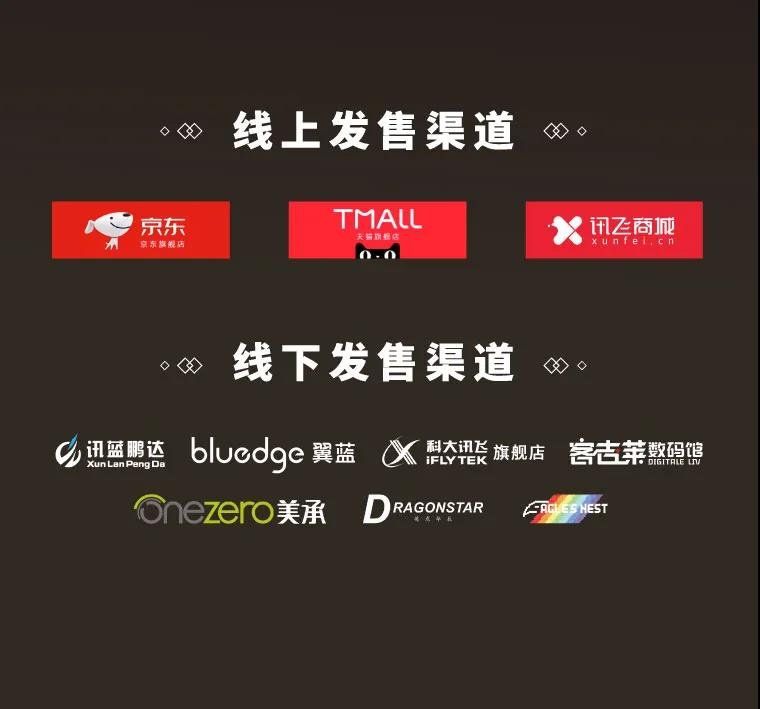 线上发售渠道
京东
京东旗舰店
TMALL
天猫旗舰店
讯飞商城
xunfei.cn
线下发售渠道
讯蓝鹏达
Xun Lan Peng Da
bluedge 翼蓝
科大讯飞
iFLYTEK
旗舰店
客吉莱数码馆
DIGITALE LIV
onezero美承
DRAGONSTAR
EAGLE'S NEST